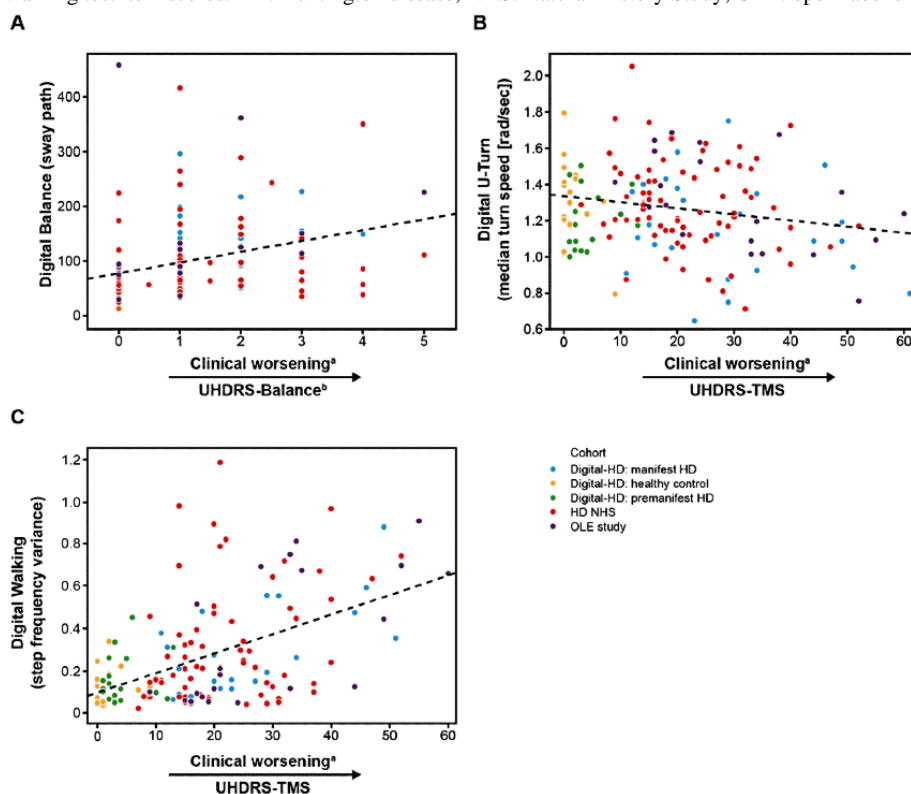 A
B
Digital Balance (sway path)
400
300
200
100
0
0 1 2 3 4 5
Clinical worseningᵃ
UHDRS-Balanceᵇ
Digital U-Turn
(median turn speed [rad/sec])
2.0
1.8
1.6
1.4
1.2
1.0
0.8
0.6
0 10 20 30 40 50 60
Clinical worseningᵃ
UHDRS-TMS
C
Digital Walking
(step frequency variance)
1.2
1.0
0.8
0.6
0.4
0.2
0
0 10 20 30 40 50 60
Clinical worseningᵃ
UHDRS-TMS
Cohort
Digital-HD: manifest HD
Digital-HD: healthy control
Digital-HD: premanifest HD
HD NHS
OLE study